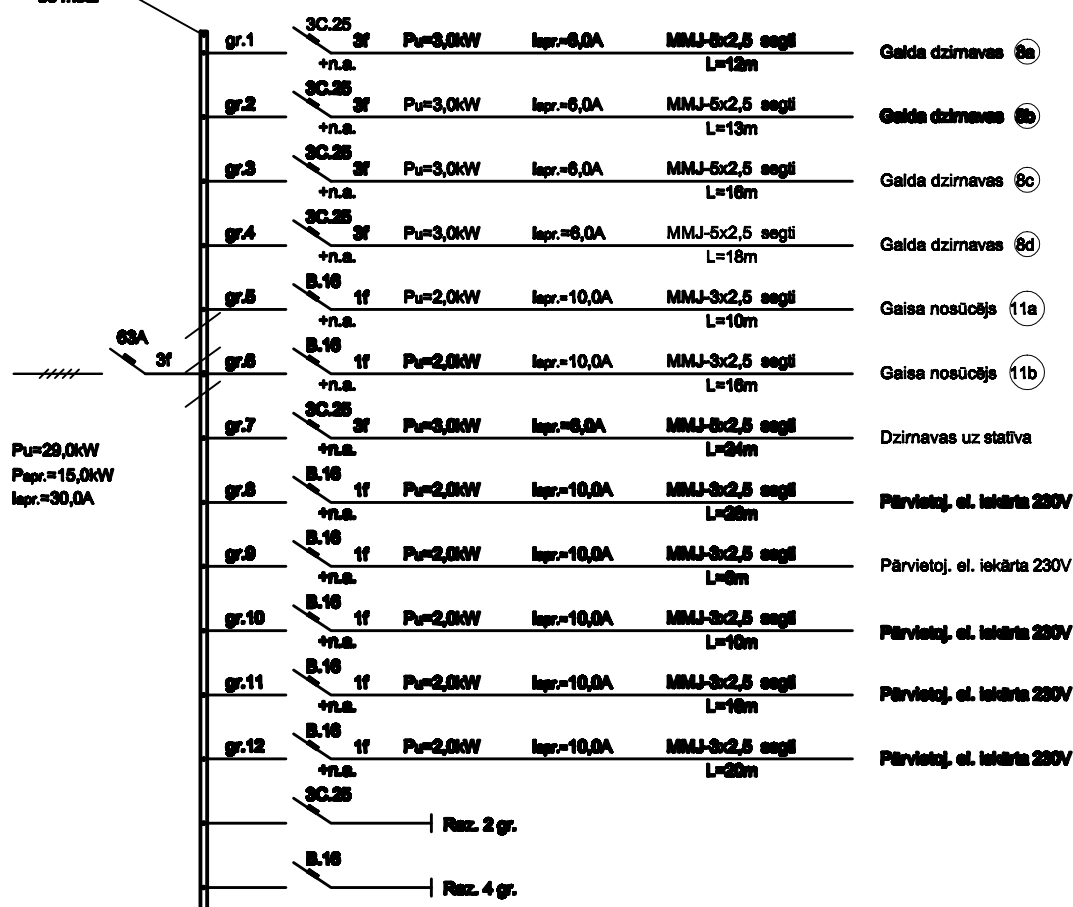 gr.1 3C.25 3f Pu=3,0kW Iapr.=6,0A MMJ-5x2,5 segti Galda dzirnavas 8a
+n.a. L=12m
gr.2 3C.25 3f Pu=3,0kW Iapr.=6,0A MMJ-5x2,5 segti Galda dzirnavas 8b
+n.a. L=13m
gr.3 3C.25 3f Pu=3,0kW Iapr.=6,0A MMJ-5x2,5 segti Galda dzirnavas 8c
+n.a. L=16m
gr.4 3C.25 3f Pu=3,0kW Iapr.=6,0A MMJ-5x2,5 segti Galda dzirnavas 8d
+n.a. L=18m
gr.5 B.16 1f Pu=2,0kW Iapr.=10,0A MMJ-3x2,5 segti Gaisa nosūcējs 11a
+n.a. L=10m
63A 3f
gr.6 B.16 1f Pu=2,0kW Iapr.=10,0A MMJ-3x2,5 segti Gaisa nosūcējs 11b
+n.a. L=16m
gr.7 3C.25 3f Pu=3,0kW Iapr.=6,0A MMJ-5x2,5 segti Dzirnavas uz statīva
+n.a. L=24m
Pu=29,0kW
Papr.=15,0kW
Iapr.=30,0A
gr.8 B.16 1f Pu=2,0kW Iapr.=10,0A MMJ-3x2,5 segti Pārvietoj. el. iekārta 230V
+n.a.
gr.9 B.16 1f Pu=2,0kW Iapr.=10,0A MMJ-3x2,5 segti Pārvietoj. el. iekārta 230V
+n.a.
gr.10 B.16 1f Pu=2,0kW Iapr.=10,0A MMJ-3x2,5 segti Pārvietoj. el. iekārta 230V
+n.a.
gr.11 B.16 1f Pu=2,0kW Iapr.=10,0A MMJ-3x2,5 segti Pārvietoj. el. iekārta 230V
+n.a.
gr.12 B.16 1f Pu=2,0kW Iapr.=10,0A MMJ-3x2,5 segti Pārvietoj. el. iekārta 230V
+n.a. L=20m
3C.25 Rez. 2 gr.
B.16 Rez. 4 gr.